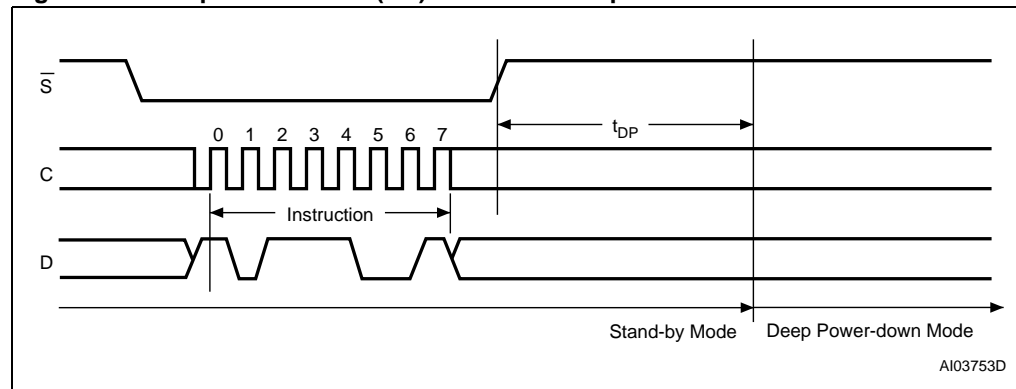 S̅
t_DP
0 1 2 3 4 5 6 7
C
Instruction
D
Stand-by Mode Deep Power-down Mode
AI03753D